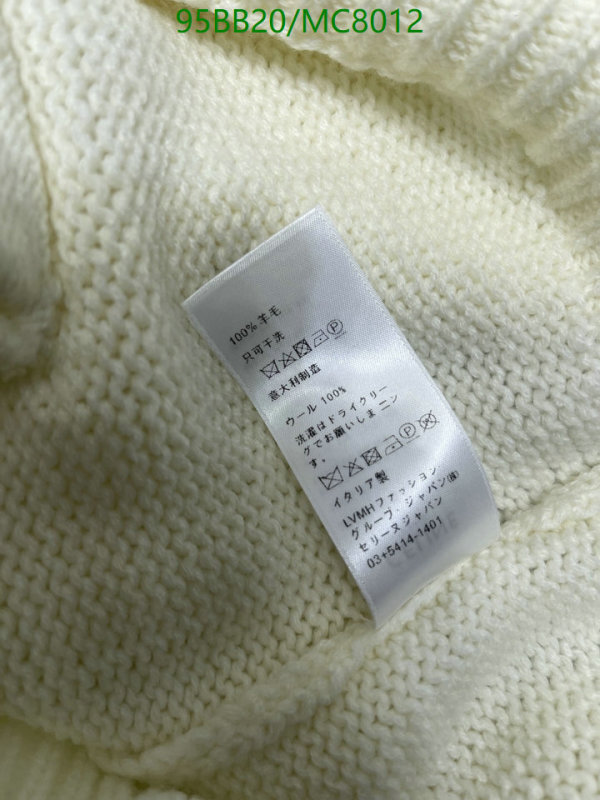 95BB20/MC8012
100% 羊毛
只可干洗
意大利制造
ウール 100%
洗濯はドライクリーニン
グでお願いしま
す。
イタリア製
LVMHファッション
グループ・ジャパン㈱
セリーヌジャパン
03+5414-1401